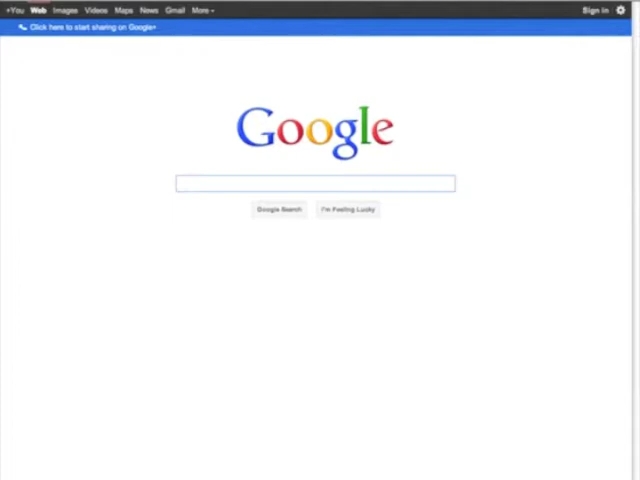 +You Web Images Videos Maps News Gmail More Sign in
Click here to start sharing on Google+
Google
Google Search I'm Feeling Lucky